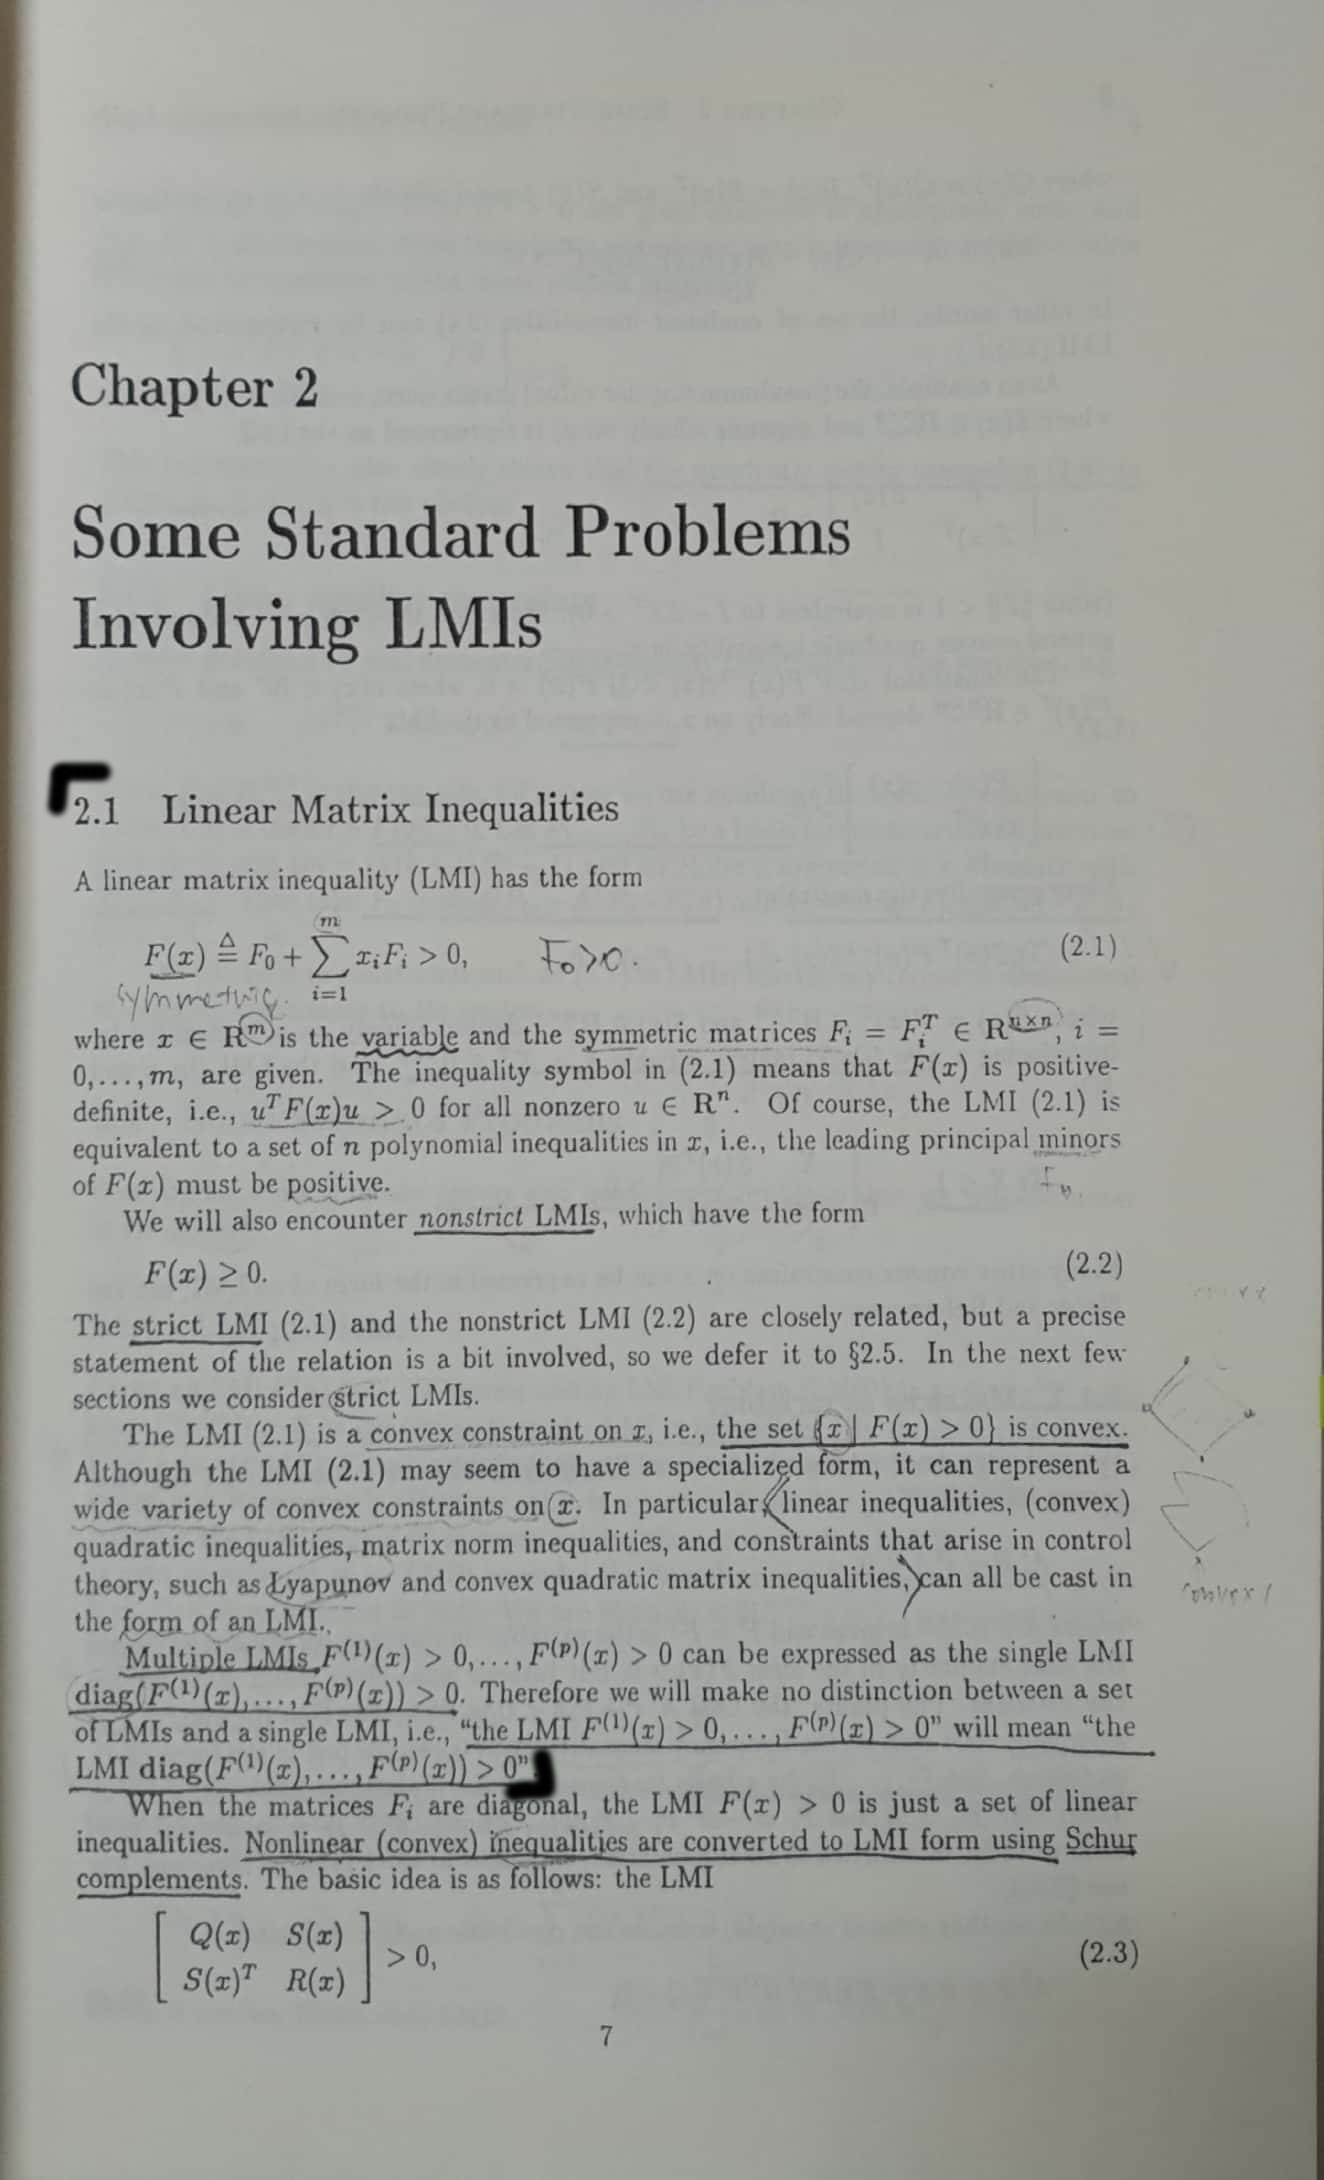 Chapter 2
Some Standard Problems
Involving LMIs
2.1 Linear Matrix Inequalities
A linear matrix inequality (LMI) has the form
F(x) ≜ F₀ + ∑_{i=1}^{m} xᵢFᵢ > 0, F₀>0. (2.1)
symmetric.
where x ∈ Rᵐ is the variable and the symmetric matrices Fᵢ = Fᵢᵀ ∈ Rⁿˣⁿ, i =
0,...,m, are given. The inequality symbol in (2.1) means that F(x) is positive-
definite, i.e., uᵀF(x)u > 0 for all nonzero u ∈ Rⁿ. Of course, the LMI (2.1) is
equivalent to a set of n polynomial inequalities in x, i.e., the leading principal minors
of F(x) must be positive.
We will also encounter nonstrict LMIs, which have the form
F(x) ≥ 0. (2.2)
The strict LMI (2.1) and the nonstrict LMI (2.2) are closely related, but a precise
statement of the relation is a bit involved, so we defer it to §2.5. In the next few
sections we consider strict LMIs.
The LMI (2.1) is a convex constraint on x, i.e., the set {x | F(x) > 0} is convex.
Although the LMI (2.1) may seem to have a specialized form, it can represent a
wide variety of convex constraints on x. In particular, linear inequalities, (convex)
quadratic inequalities, matrix norm inequalities, and constraints that arise in control
theory, such as Lyapunov and convex quadratic matrix inequalities, can all be cast in
convex
the form of an LMI.
Multiple LMIs F⁽¹⁾(x) > 0,..., F⁽ᵖ⁾(x) > 0 can be expressed as the single LMI
diag(F⁽¹⁾(x),..., F⁽ᵖ⁾(x)) > 0. Therefore we will make no distinction between a set
of LMIs and a single LMI, i.e., “the LMI F⁽¹⁾(x) > 0,..., F⁽ᵖ⁾(x) > 0” will mean “the
LMI diag(F⁽¹⁾(x),..., F⁽ᵖ⁾(x)) > 0”.
When the matrices Fᵢ are diagonal, the LMI F(x) > 0 is just a set of linear
inequalities. Nonlinear (convex) inequalities are converted to LMI form using Schur
complements. The basic idea is as follows: the LMI
[ Q(x) S(x)
S(x)ᵀ R(x) ] > 0, (2.3)
7